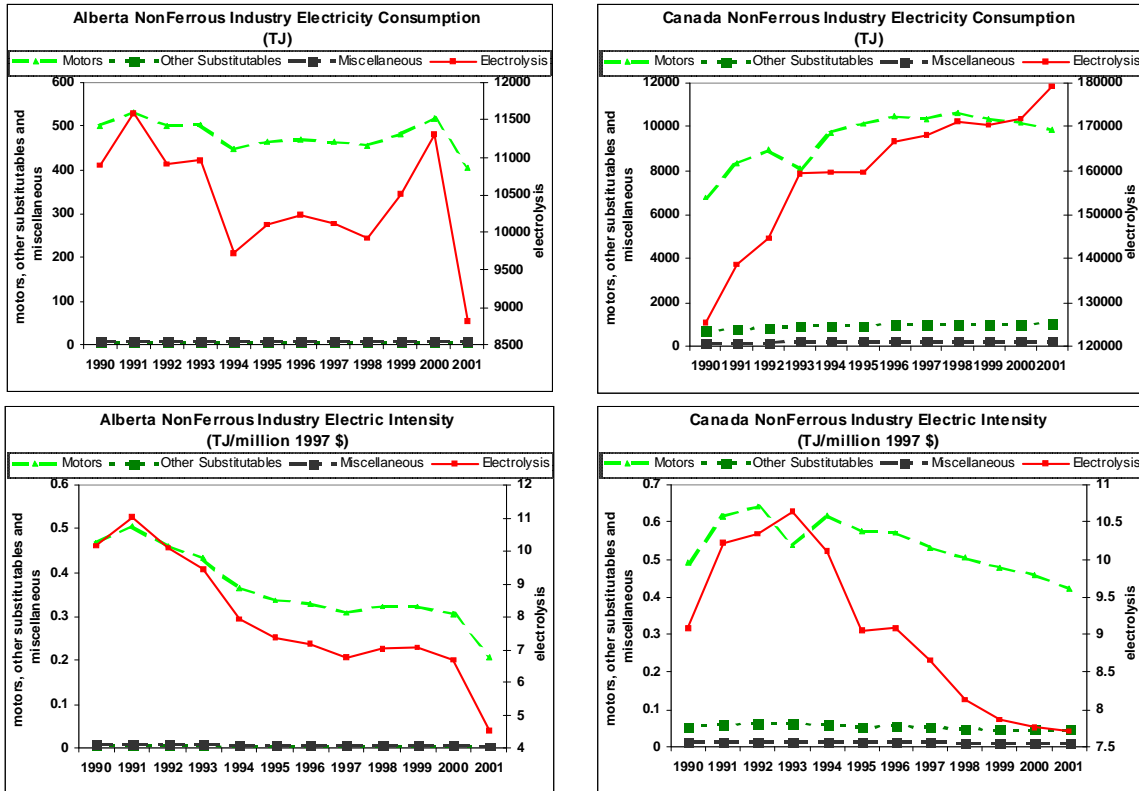 Alberta NonFerrous Industry Electricity Consumption
(TJ)
Motors Other Substitutables Miscellaneous Electrolysis
motors, other substitutables and
miscellaneous
600
500
400
300
200
100
0
12000
11500
11000
10500
10000
9500
9000
8500
electrolysis
1990 1991 1992 1993 1994 1995 1996 1997 1998 1999 2000 2001
Canada NonFerrous Industry Electricity Consumption
(TJ)
Motors Other Substitutables Miscellaneous Electrolysis
motors, other substitutables and
miscellaneous
12000
10000
8000
6000
4000
2000
0
180000
170000
160000
150000
140000
130000
120000
electrolysis
1990 1991 1992 1993 1994 1995 1996 1997 1998 1999 2000 2001
Alberta NonFerrous Industry Electric Intensity
(TJ/million 1997 $)
Motors Other Substitutables Miscellaneous Electrolysis
motors, other substitutables and
miscellaneous
0.6
0.5
0.4
0.3
0.2
0.1
0
12
11
10
9
8
7
6
5
4
electrolysis
1990 1991 1992 1993 1994 1995 1996 1997 1998 1999 2000 2001
Canada NonFerrous Industry Electric Intensity
(TJ/million 1997 $)
Motors Other Substitutables Miscellaneous Electrolysis
motors, other substitutables and
miscellaneous
0.7
0.6
0.5
0.4
0.3
0.2
0.1
0
11
10.5
10
9.5
9
8.5
8
7.5
electrolysis
1990 1991 1992 1993 1994 1995 1996 1997 1998 1999 2000 2001